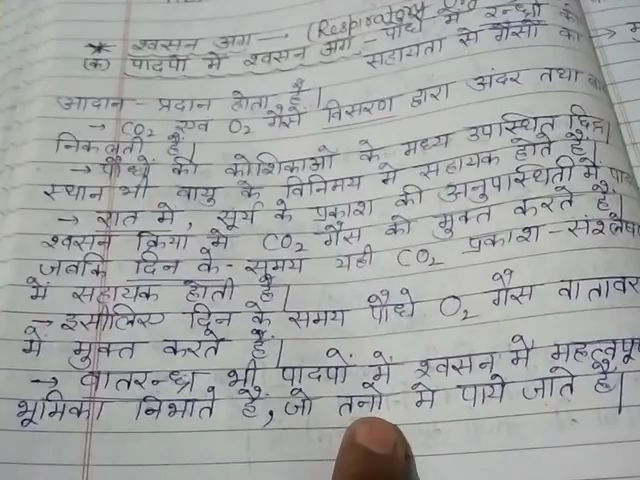 * श्वसन अंग → (Respiratory
(क) पादपों में श्वसन अंग - पौधे में रन्ध्रों के
सहायता से गैसों का
आदान - प्रदान होता है।
→ CO2 एवं O2 गैसें विसरण द्वारा अंदर तथा
निकलती हैं।
→ पौधों की कोशिकाओं के मध्य उपस्थित रिक्त
स्थान भी वायु के विनिमय में सहायक होते हैं।
→ रात में, सूर्य के प्रकाश की अनुपस्थिती में
श्वसन क्रिया में CO2 गैस को मुक्त करते हैं।
जबकि दिन के - समय यही CO2 प्रकाश - संश्लेषण
में सहायक होती है।
→ इसीलिए दिन के समय पौधे O2 गैस वातावर
में मुक्त करते हैं।
→ वातरन्ध्र भी पादपों में श्वसन में महत्वपू
भूमिका निभाते हैं, जो तनों में पाये जाते हैं।